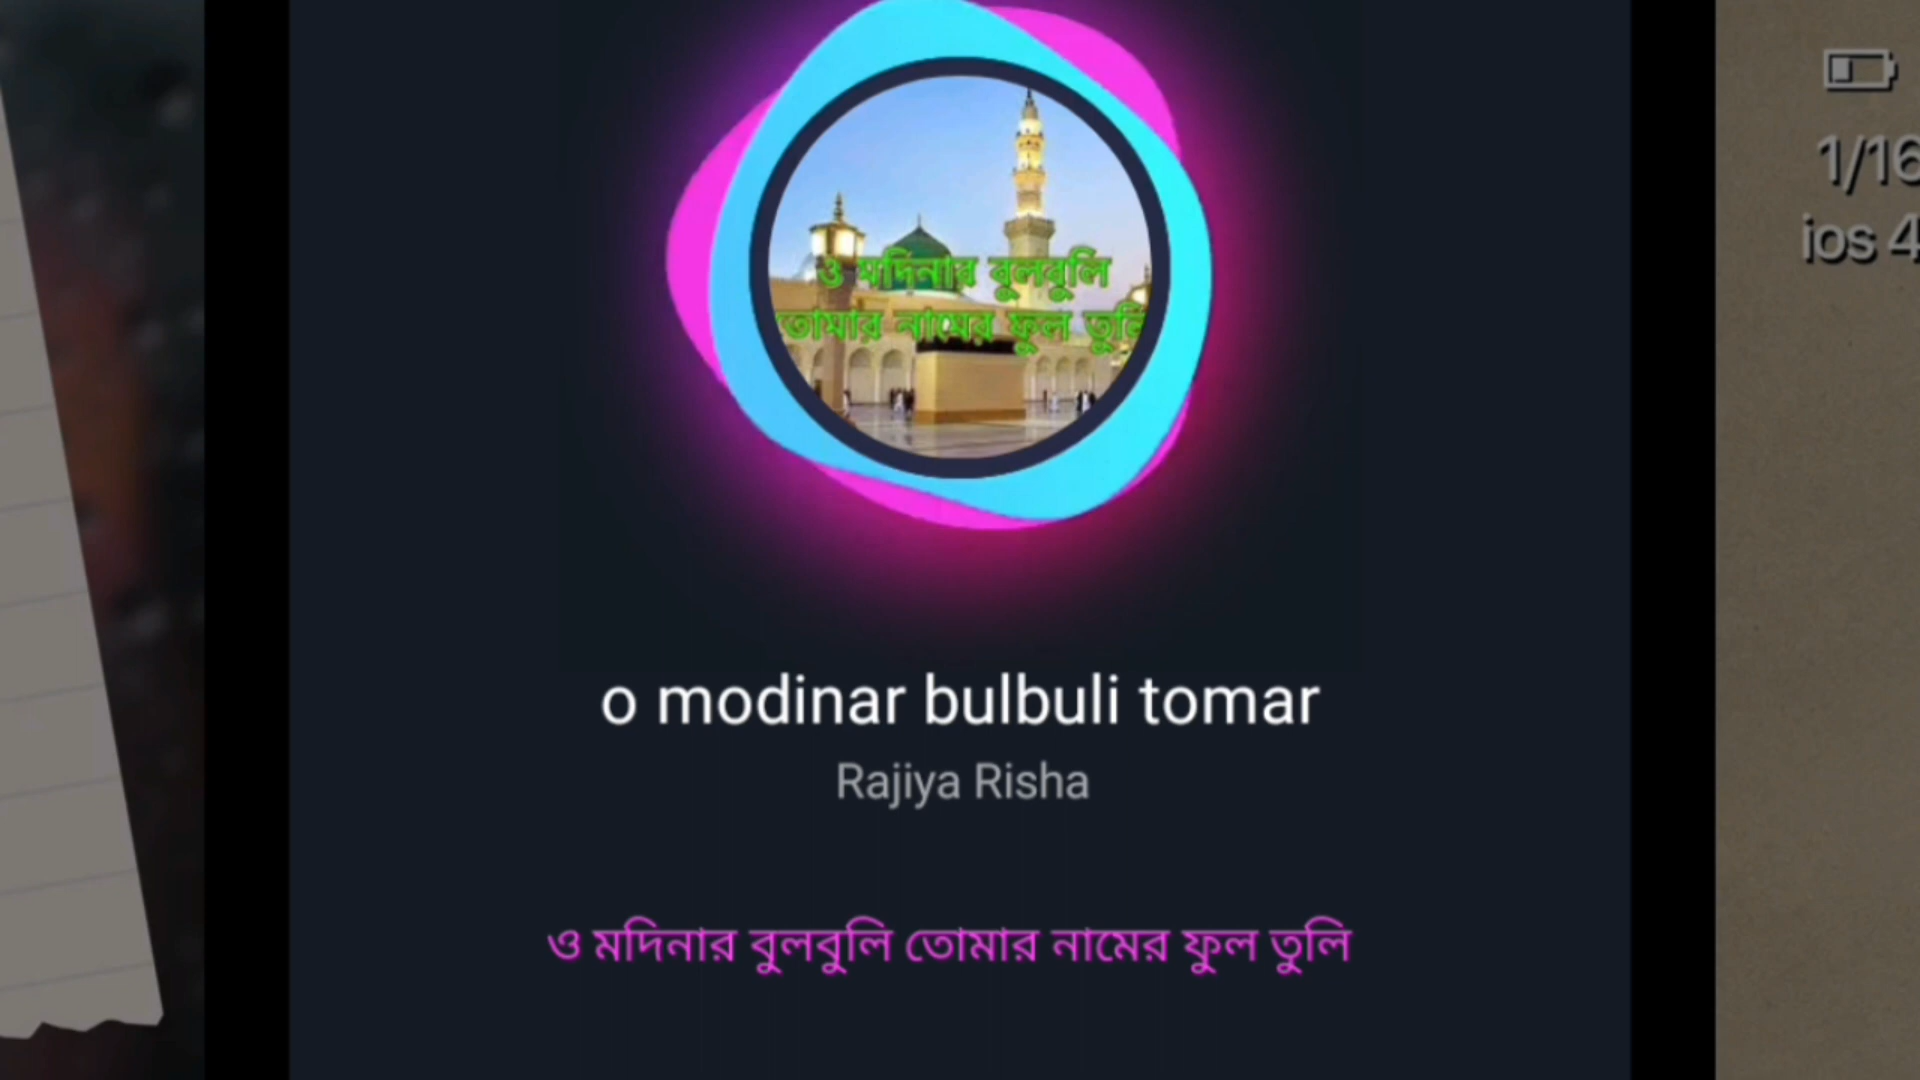 ও মদিনার বুলবুলি
তোমার নামের ফুল তুলি
o modinar bulbuli tomar
Rajiya Risha
ও মদিনার বুলবুলি তোমার নামের ফুল তুলি
1/16
ios 4